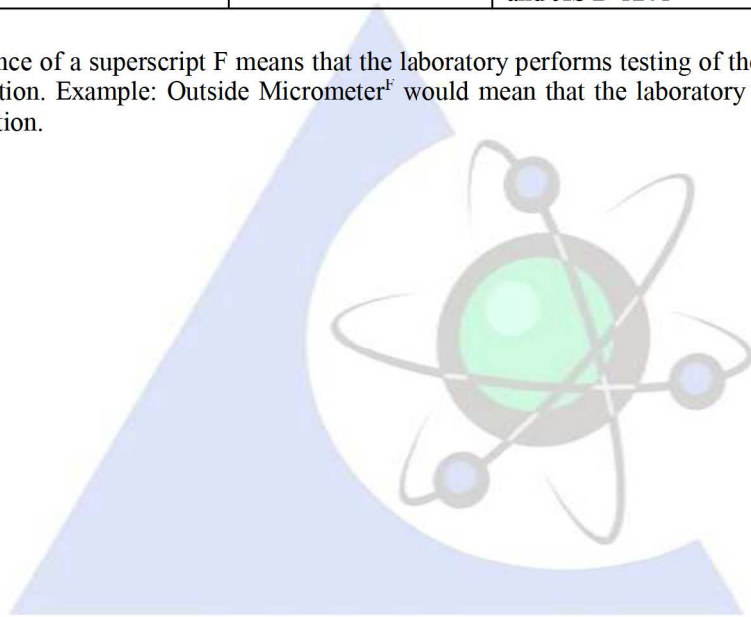 nce of a superscript F means that the laboratory performs testing of the
tion. Example: Outside Micrometerᶠ would mean that the laboratory
tion.